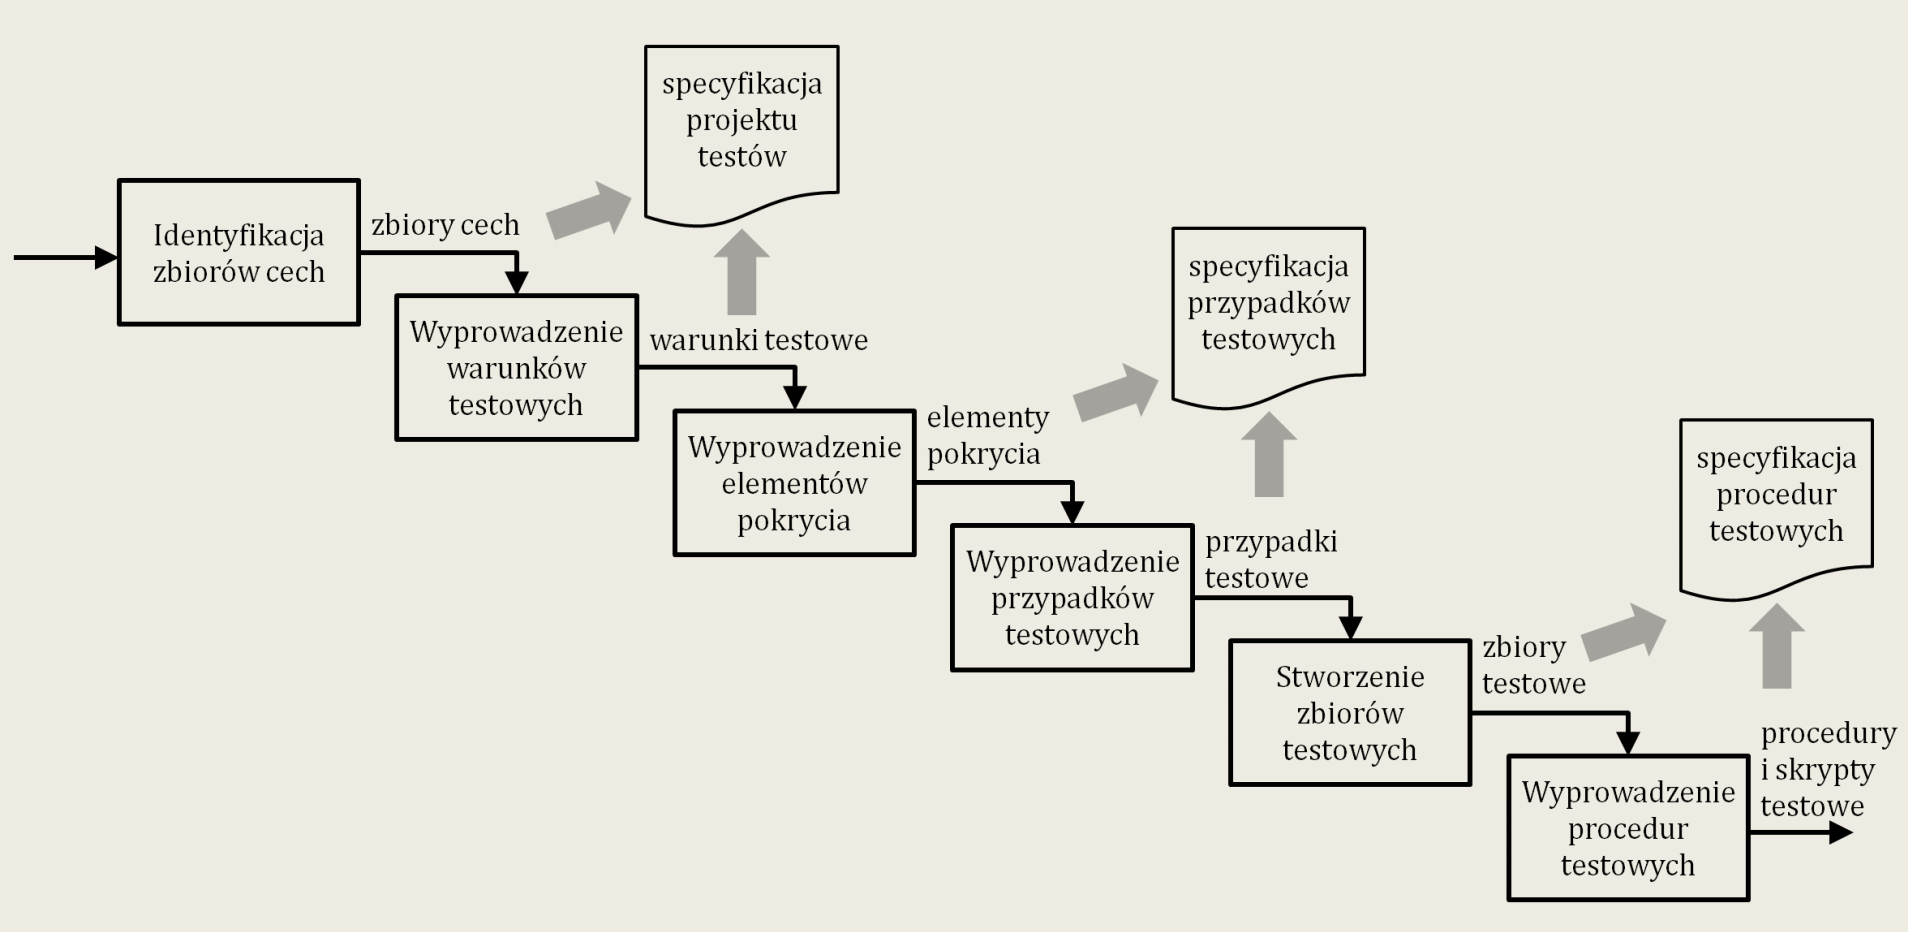 specyfikacja
projektu
testów
Identyfikacja
zbiorów cech
zbiory cech
Wyprowadzenie
warunków
testowych
warunki testowe
specyfikacja
przypadków
testowych
Wyprowadzenie
elementów
pokrycia
elementy
pokrycia
Wyprowadzenie
przypadków
testowych
przypadki
testowe
specyfikacja
procedur
testowych
Stworzenie
zbiorów
testowych
zbiory
testowe
Wyprowadzenie
procedur
testowych
procedury
i skrypty
testowe